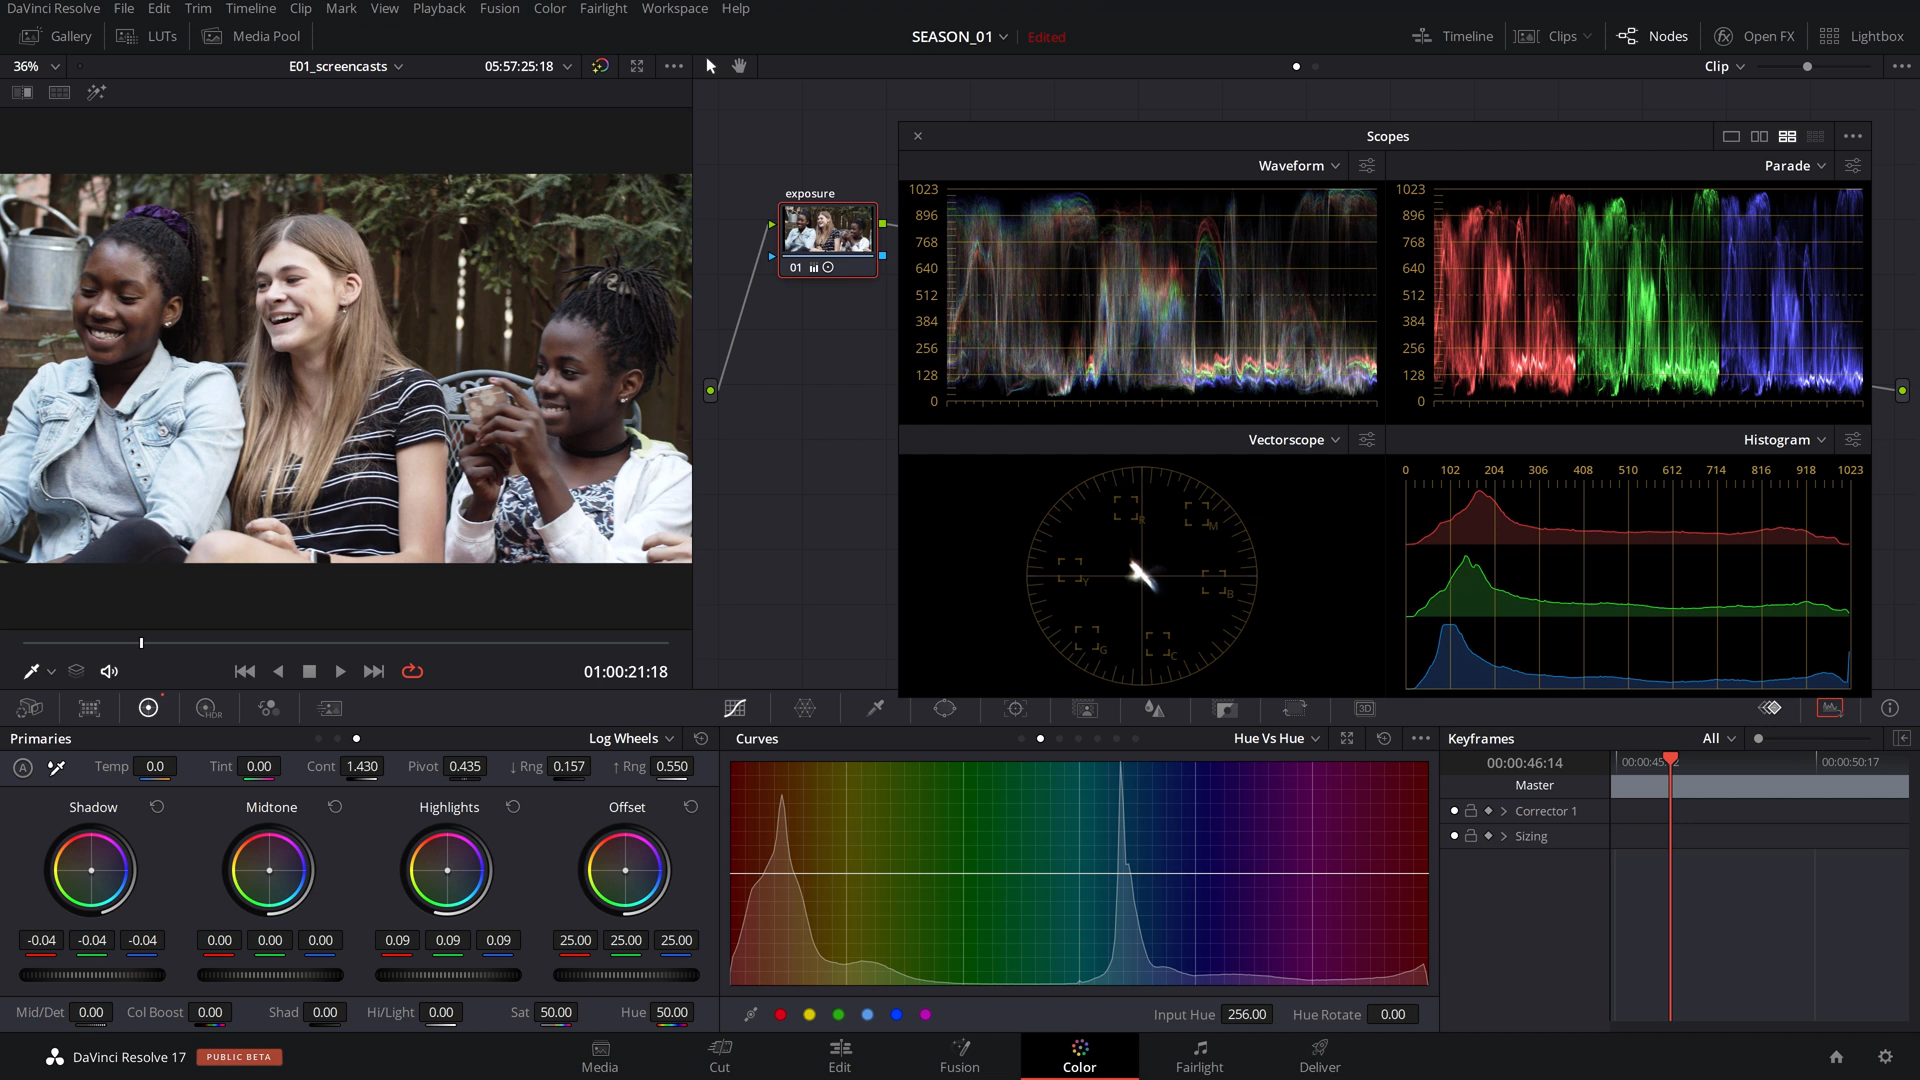 DaVinci Resolve File Edit Trim Timeline Clip Mark View Playback Fusion Color Fairlight Workspace Help
Gallery LUTs Media Pool SEASON_01 Edited Timeline Clips Nodes Open FX Lightbox
36% E01_screencasts 05:57:25:18 Clip
Scopes
Waveform Parade
exposure
01
1023 1023
896 896
768 768
640 640
512 512
384 384
256 256
128 128
0 0
Vectorscope Histogram
0 102 204 306 408 510 612 714 816 918 1023
R M
Y B
G C
01:00:21:18
HDR 3D
Primaries Log Wheels Curves Hue Vs Hue Keyframes All
A Temp 0.0 Tint 0.00 Cont 1.430 Pivot 0.435 ↓ Rng 0.157 ↑ Rng 0.550
00:00:46:14 00:00:50:17
Master
Shadow Midtone Highlights Offset
Corrector 1
Sizing
-0.04 -0.04 -0.04 0.00 0.00 0.00 0.09 0.09 0.09 25.00 25.00 25.00
Mid/Det 0.00 Col Boost 0.00 Shad 0.00 Hi/Light 0.00 Sat 50.00 Hue 50.00
Input Hue 256.00 Hue Rotate 0.00
DaVinci Resolve 17 PUBLIC BETA
Media Cut Edit Fusion Color Fairlight Deliver